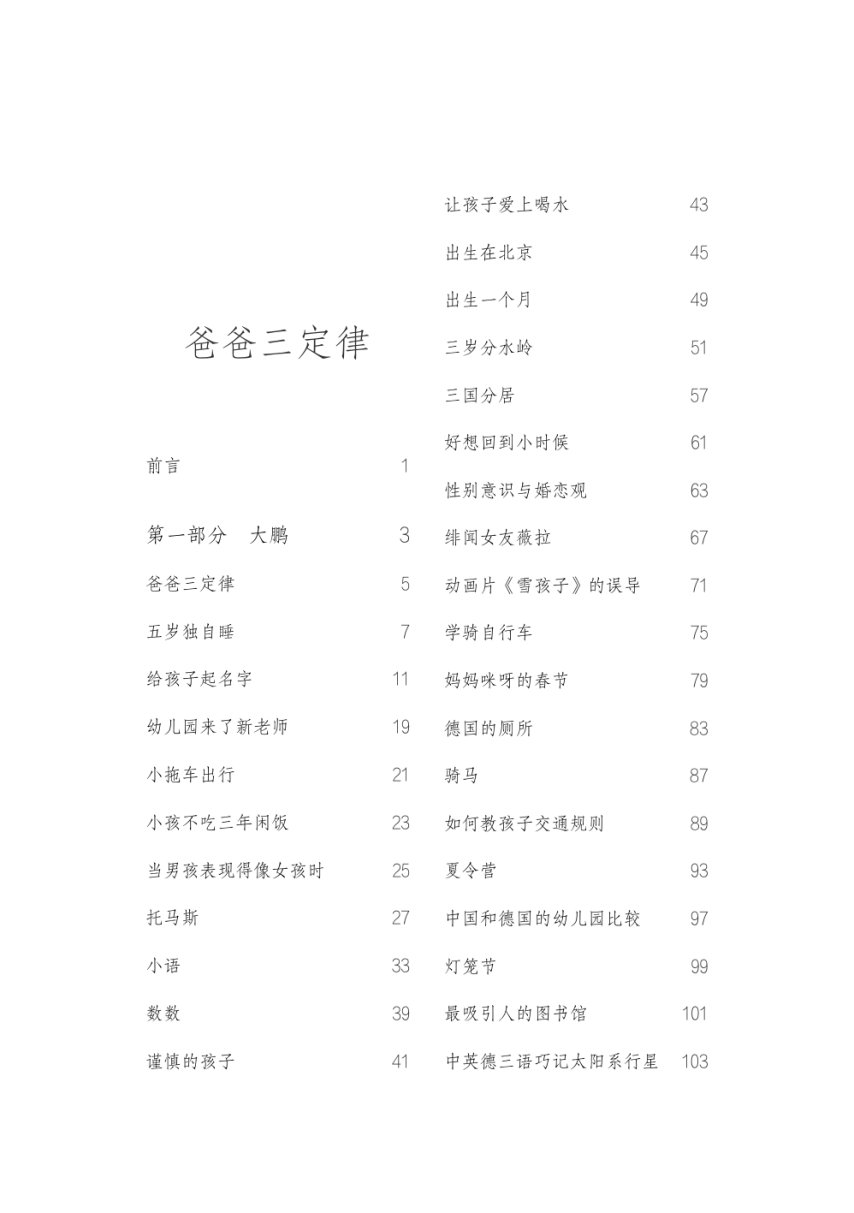 爸爸三定律
前言 1
第一部分 大鹏 3
爸爸三定律 5
五岁独自睡 7
给孩子起名字 11
幼儿园来了新老师 19
小拖车出行 21
小孩不吃三年闲饭 23
当男孩表现得像女孩时 25
托马斯 27
小语 33
数数 39
谨慎的孩子 41
让孩子爱上喝水 43
出生在北京 45
出生一个月 49
三岁分水岭 51
三国分居 57
好想回到小时候 61
性别意识与婚恋观 63
绯闻女友薇拉 67
动画片《雪孩子》的误导 71
学骑自行车 75
妈妈咪呀的春节 79
德国的厕所 83
骑马 87
如何教孩子交通规则 89
夏令营 93
中国和德国的幼儿园比较 97
灯笼节 99
最吸引人的图书馆 101
中英德三语巧记太阳系行星 103